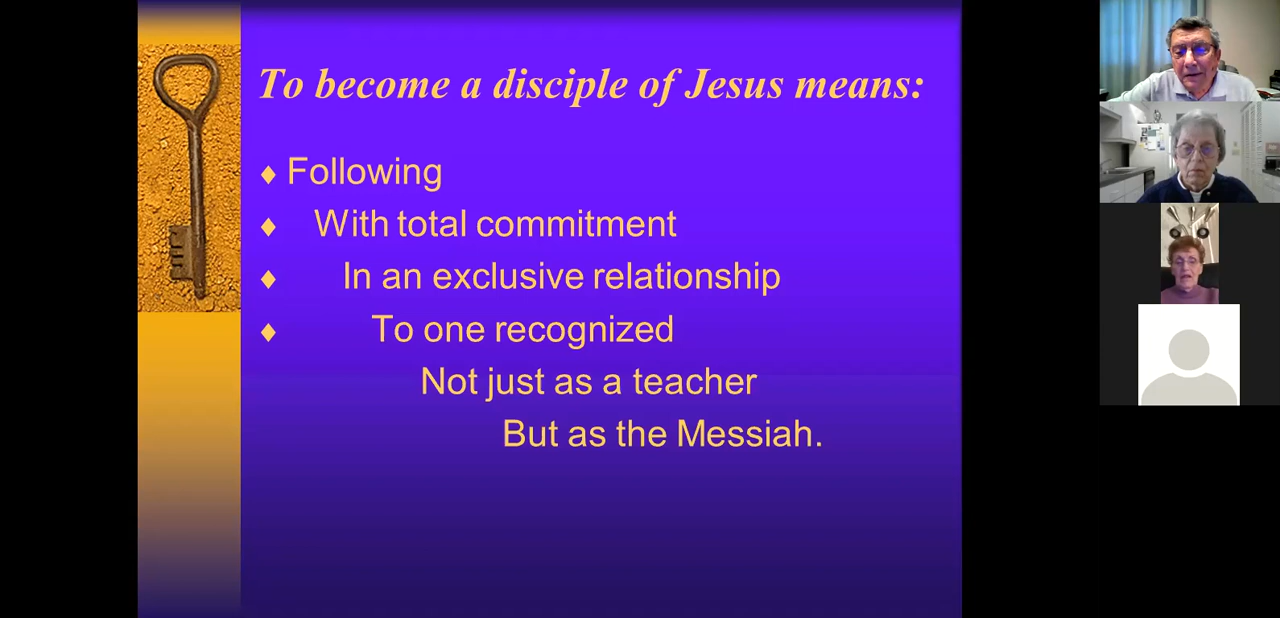 To become a disciple of Jesus means:
♦ Following
♦ With total commitment
♦ In an exclusive relationship
♦ To one recognized
Not just as a teacher
But as the Messiah.